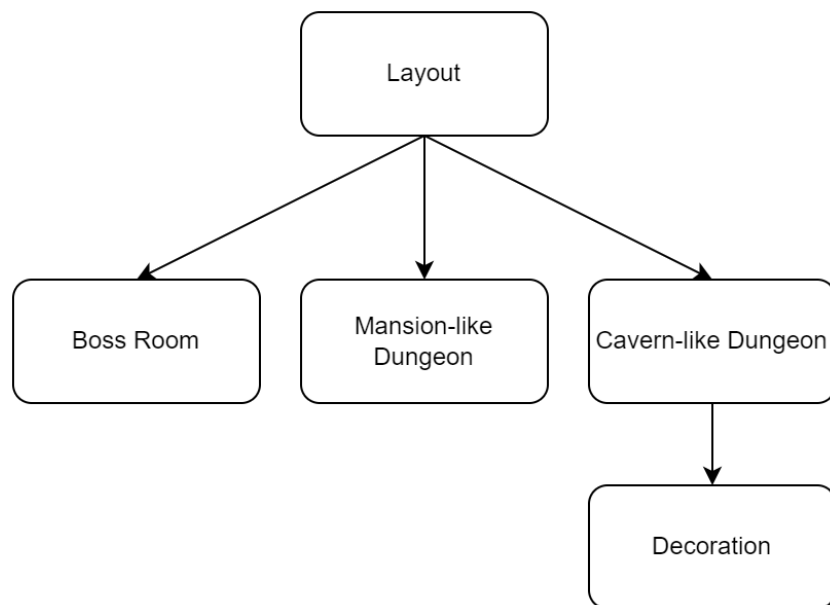 Layout
Boss Room
Mansion-like
Dungeon
Cavern-like Dungeon
Decoration